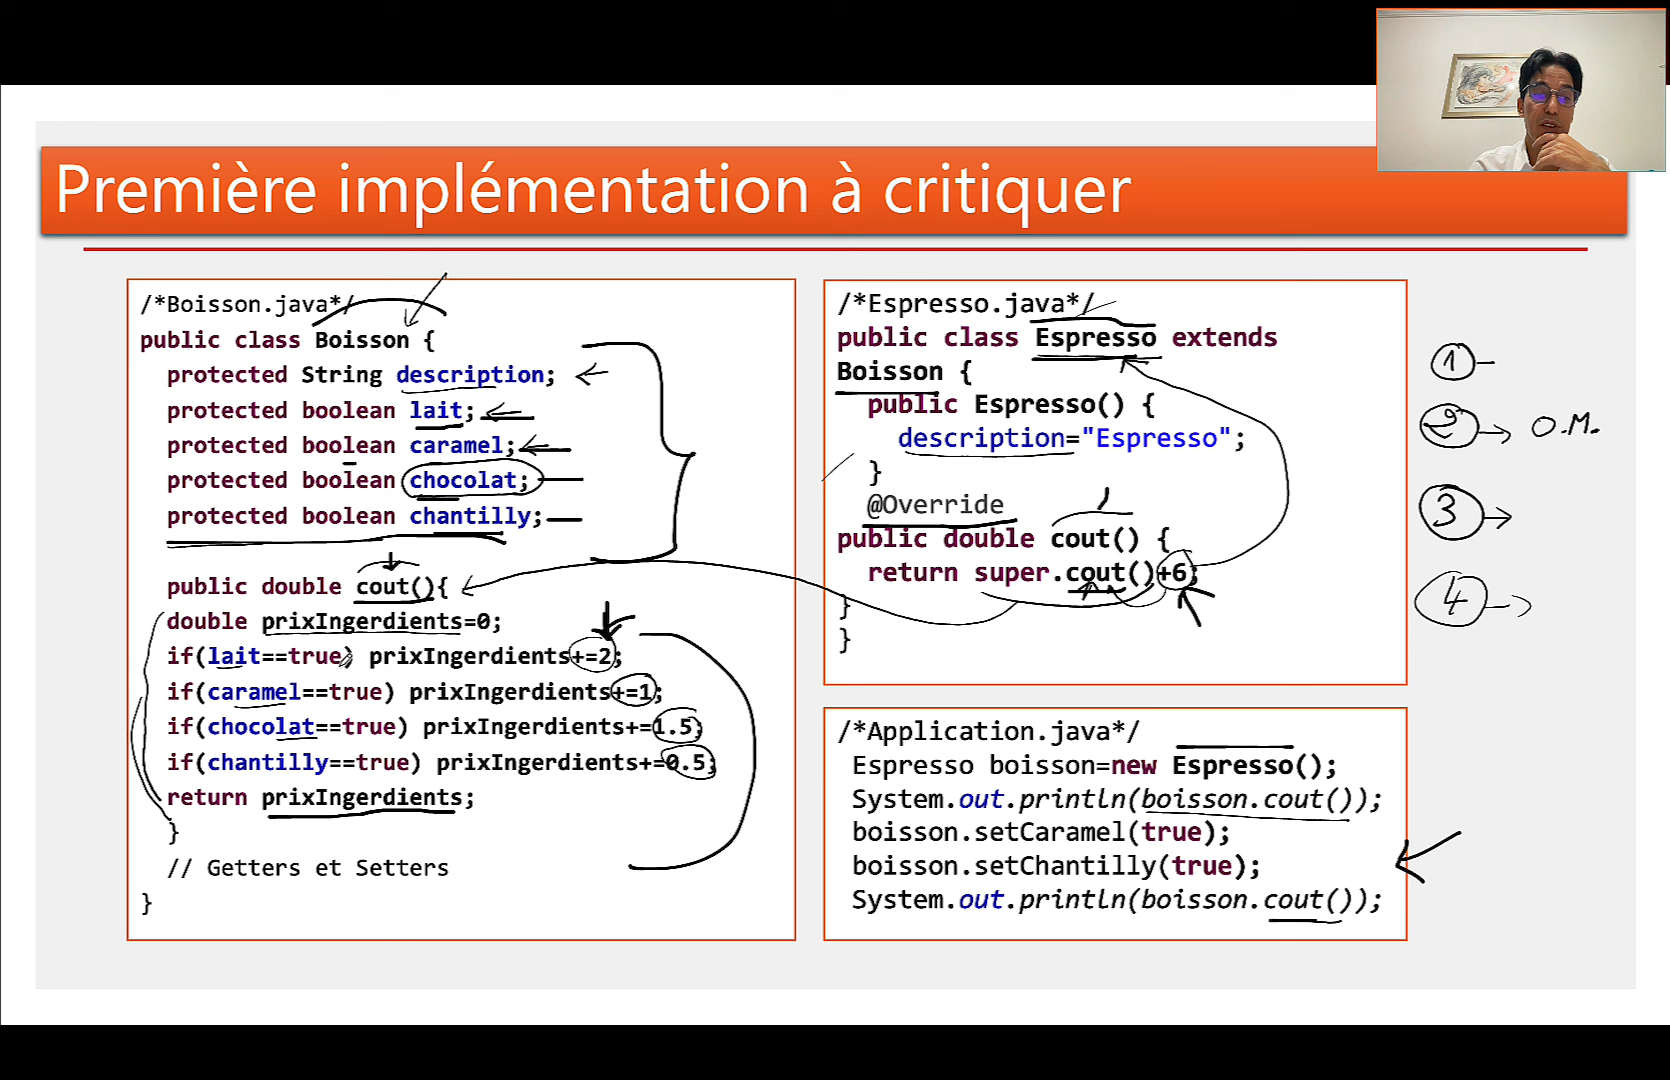 Première implémentation à critiquer
/*Boisson.java*/
public class Boisson {
protected String description;
protected boolean lait;
protected boolean caramel;
protected boolean chocolat;
protected boolean chantilly;
public double cout(){
double prixIngerdients=0;
if(lait==true) prixIngerdients+=2;
if(caramel==true) prixIngerdients+=1;
if(chocolat==true) prixIngerdients+=1.5;
if(chantilly==true) prixIngerdients+=0.5;
return prixIngerdients;
}
// Getters et Setters
}
/*Espresso.java*/
public class Espresso extends
Boisson {
public Espresso() {
description="Espresso";
}
@Override
public double cout() {
return super.cout()+6;
}
}
/*Application.java*/
Espresso boisson=new Espresso();
System.out.println(boisson.cout());
boisson.setCaramel(true);
boisson.setChantilly(true);
System.out.println(boisson.cout());
1
2 O.M.
3
4